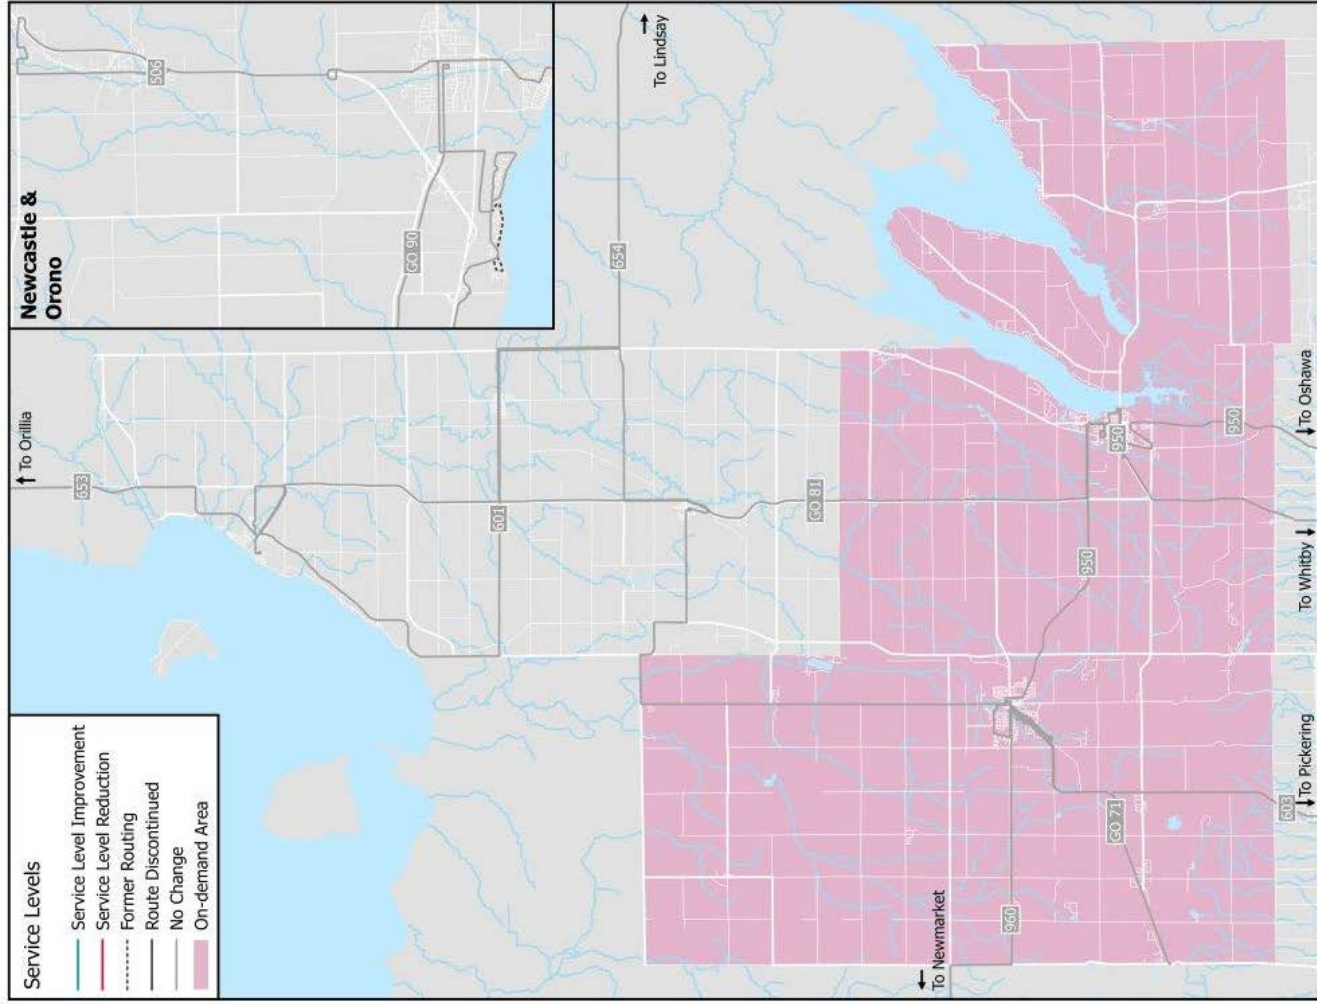 Service Levels
Service Level Improvement
Service Level Reduction
Former Routing
Route Discontinued
No Change
On-demand Area
To Orillia
653
Newcastle &
Orono
506
GO 90
601
654
To Lindsay
GO 81
To Newmarket
960
950
950
GO 71
950
603
To Pickering
To Whitby
To Oshawa